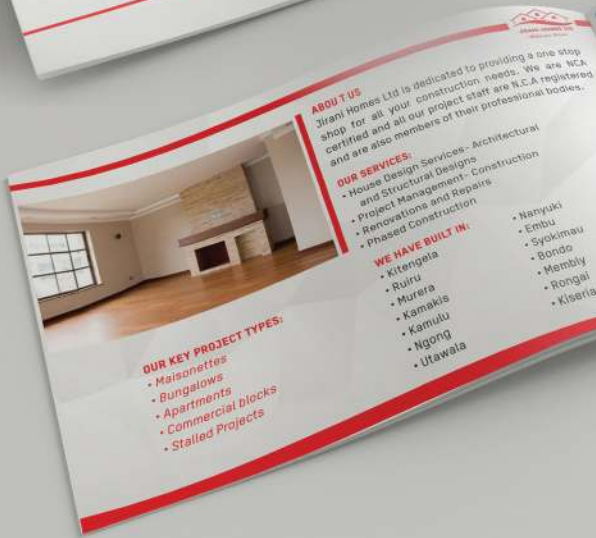 JIRANI HOMES LTD
ABOUT US
Jirani Homes Ltd is dedicated to providing a one stop
shop for all your construction needs. We are NCA
certified and all our project staff are N.C.A registered
and are also members of their professional bodies.
OUR SERVICES:
• House Design Services - Architectural
and Structural Designs
• Project Management - Construction
• Renovations and Repairs
• Phased Construction
WE HAVE BUILT IN:
• Kitengela
• Ruiru
• Murera
• Kamakis
• Kamulu
• Ngong
• Utawala
• Nanyuki
• Embu
• Syokimau
• Bondo
• Membly
• Rongai
OUR KEY PROJECT TYPES:
• Maisonettes
• Bungalows
• Apartments
• Commercial blocks
• Stalled Projects